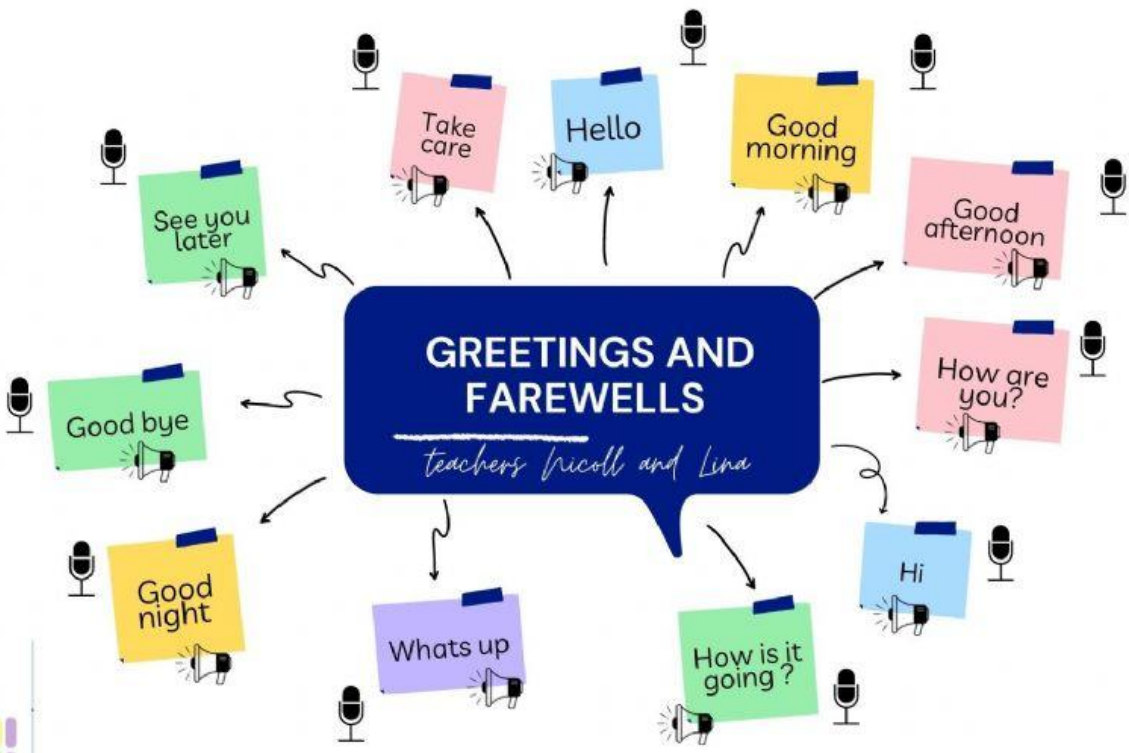 Take
care
Hello
Good
morning
See you
later
Good
afternoon
GREETINGS AND
FAREWELLS
teachers Nicoll and Lina
How are
you?
Good bye
Hi
Good
night
Whats up
How is it
going ?